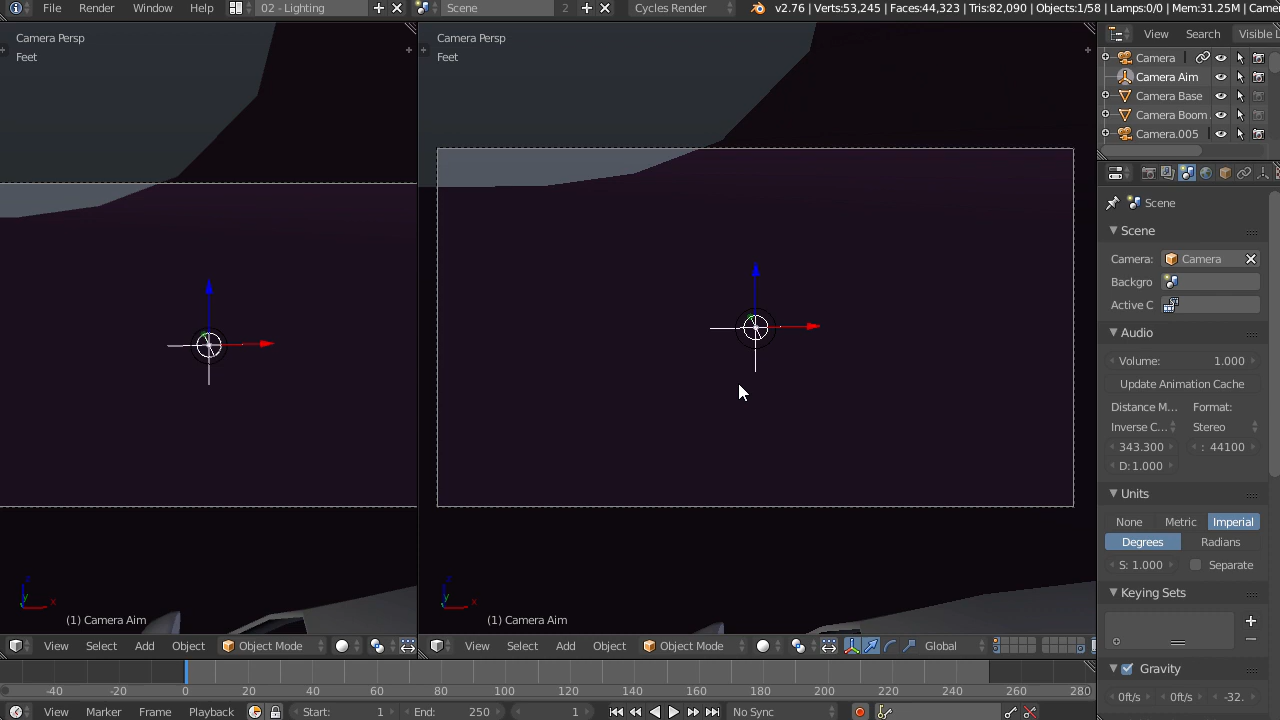 File Render Window Help 02 - Lighting Scene 2 Cycles Render v2.76 | Verts:53,245 | Faces:44,323 | Tris:82,090 | Objects:1/58 | Lamps:0/0 | Mem:31.25M |
Camera Persp
Feet
Camera Persp
Feet
View Search
Camera
Camera Aim
Camera Base
Camera Boom
Camera.005
Scene
Scene
Camera: Camera
Backgro
Active C
Audio
Volume: 1.000
Update Animation Cache
Distance M... Format:
Inverse C... Stereo
343.300 : 44100
D: 1.000
Units
None Metric Imperial
Degrees Radians
S: 1.000 Separate
Keying Sets
Gravity
0ft/s 0ft/s -32.
z
y x
(1) Camera Aim
z
y x
(1) Camera Aim
View Select Add Object Object Mode
View Select Add Object Object Mode Global
-40 -20 0 20 40 60 80 100 120 140 160 180 200 220 240 260 280
View Marker Frame Playback Start: 1 End: 250 1 No Sync